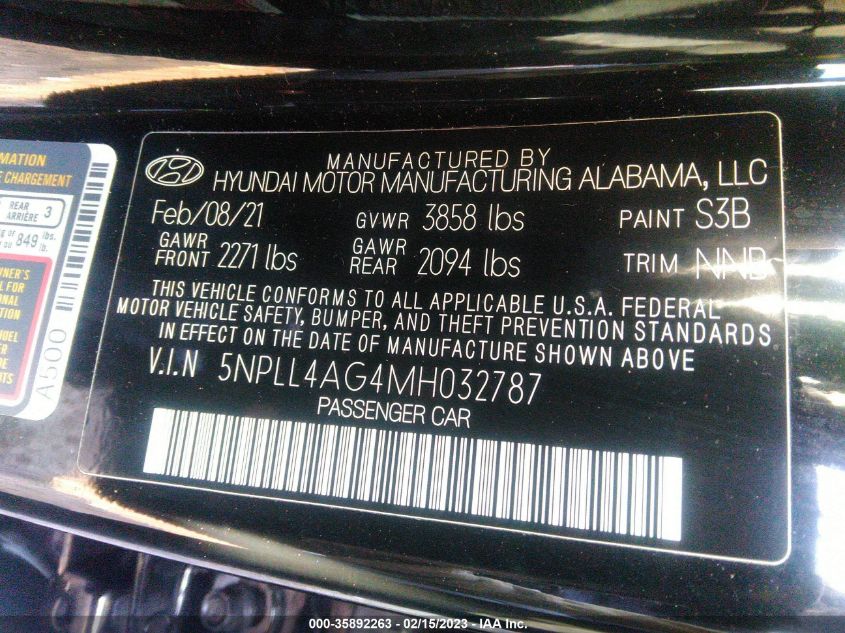 MANUFACTURED BY
HYUNDAI MOTOR MANUFACTURING ALABAMA, LLC
Feb/08/21 GVWR 3858 lbs PAINT S3B
GAWR FRONT 2271 lbs GAWR REAR 2094 lbs TRIM NNB
THIS VEHICLE CONFORMS TO ALL APPLICABLE U.S.A. FEDERAL
MOTOR VEHICLE SAFETY, BUMPER, AND THEFT PREVENTION STANDARDS
IN EFFECT ON THE DATE OF MANUFACTURE SHOWN ABOVE
V.I.N 5NPLL4AG4MH032787
PASSENGER CAR
CHARGEMENT
REAR
ARRIÈRE 3
849 lbs.
lb.
A500
000-35892263 - 02/15/2023 - IAA Inc.